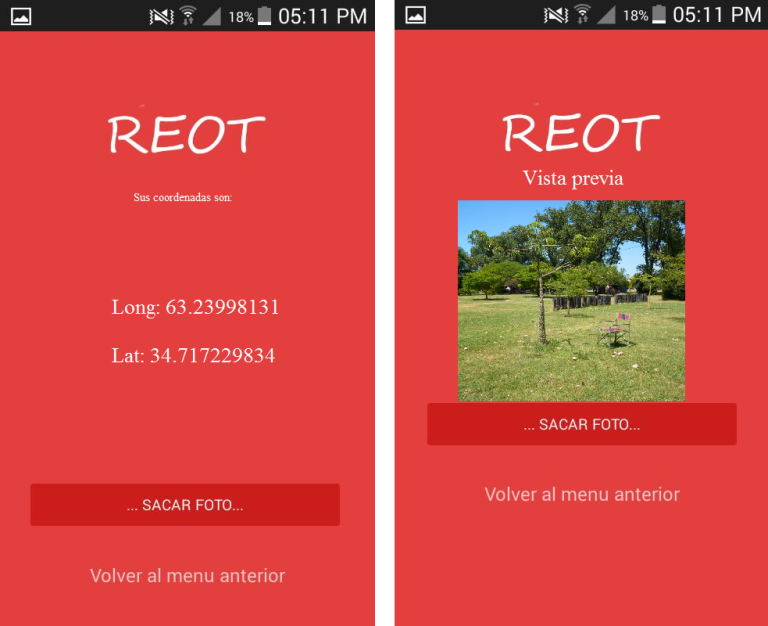 18% 05:11 PM
REOT
Sus coordenadas son:
Long: 63.23998131
Lat: 34.717229834
... SACAR FOTO...
Volver al menu anterior
18% 05:11 PM
REOT
Vista previa
... SACAR FOTO...
Volver al menu anterior